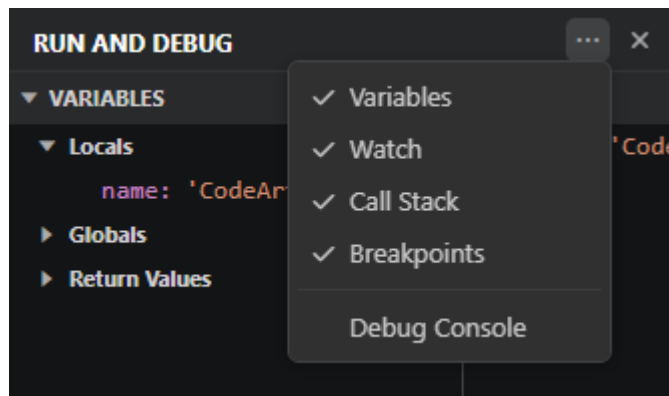 RUN AND DEBUG
VARIABLES
Locals
name: 'CodeAr
Globals
Return Values
Variables
Watch
Call Stack
Breakpoints
Debug Console
'Code